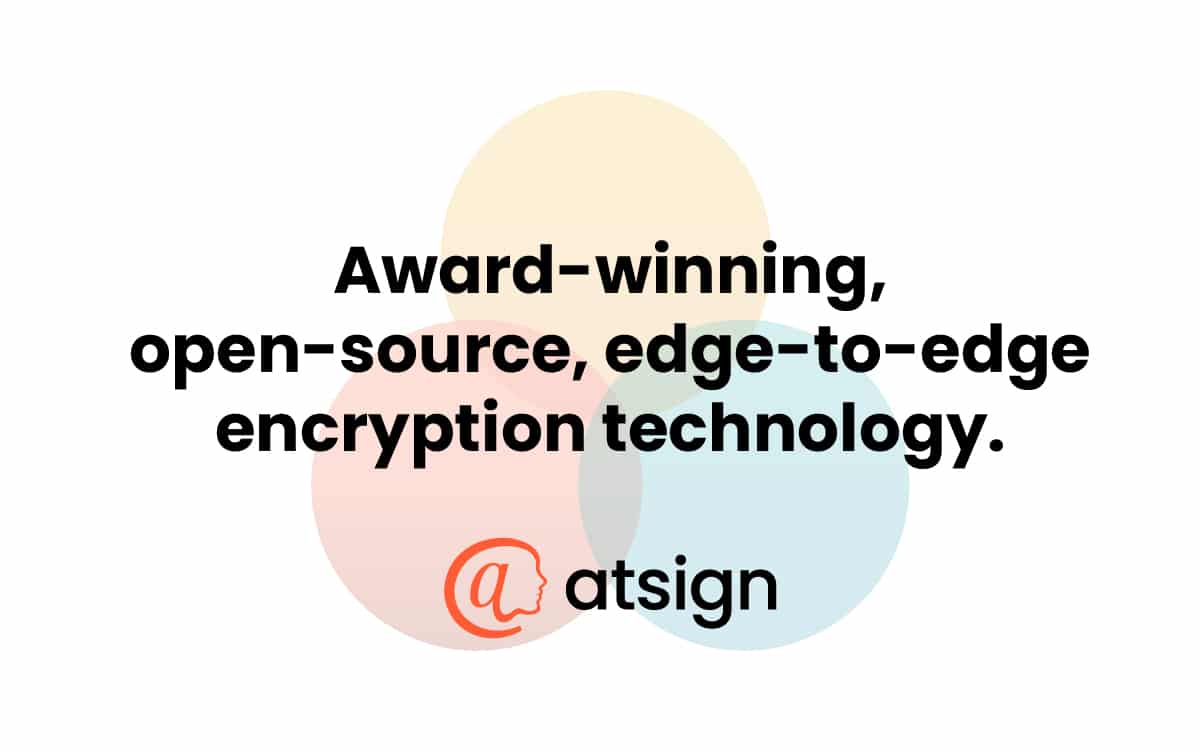 Award-winning,
open-source, edge-to-edge
encryption technology.
atsign